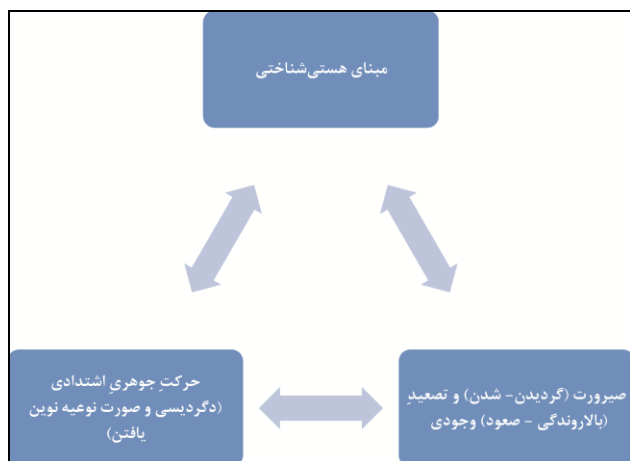 مبنای هستی‌شناختی
صیرورت (گردیدن- شدن) و تصعیدِ
(بالاروندگی - صعود) وجودی
حرکتِ جوهریِ اشتدادی
(دگردیسی و صورت نوعیه نوین
یافتن)